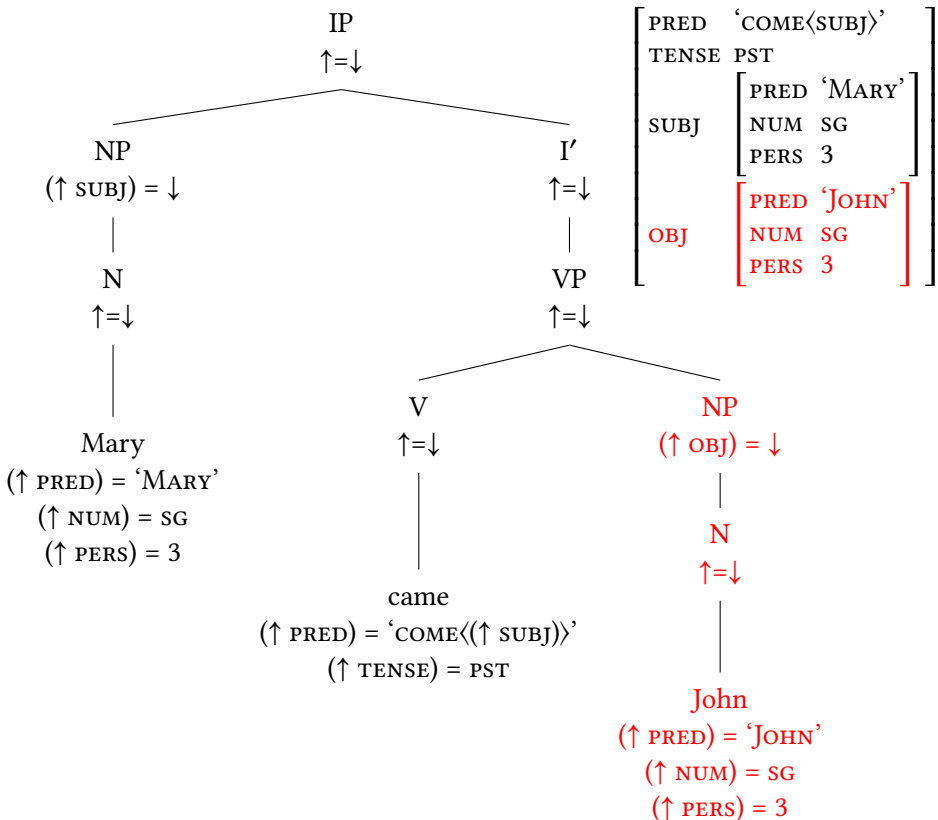 IP
↑=↓
NP
(↑ SUBJ) = ↓
I′
↑=↓
N
↑=↓
VP
↑=↓
Mary
(↑ PRED) = ‘MARY’
(↑ NUM) = SG
(↑ PERS) = 3
V
↑=↓
NP
(↑ OBJ) = ↓
came
(↑ PRED) = ‘COME⟨(↑ SUBJ)⟩’
(↑ TENSE) = PST
N
↑=↓
John
(↑ PRED) = ‘JOHN’
(↑ NUM) = SG
(↑ PERS) = 3
PRED ‘COME⟨SUBJ⟩’
TENSE PST
SUBJ
PRED ‘MARY’
NUM SG
PERS 3
OBJ
PRED ‘JOHN’
NUM SG
PERS 3